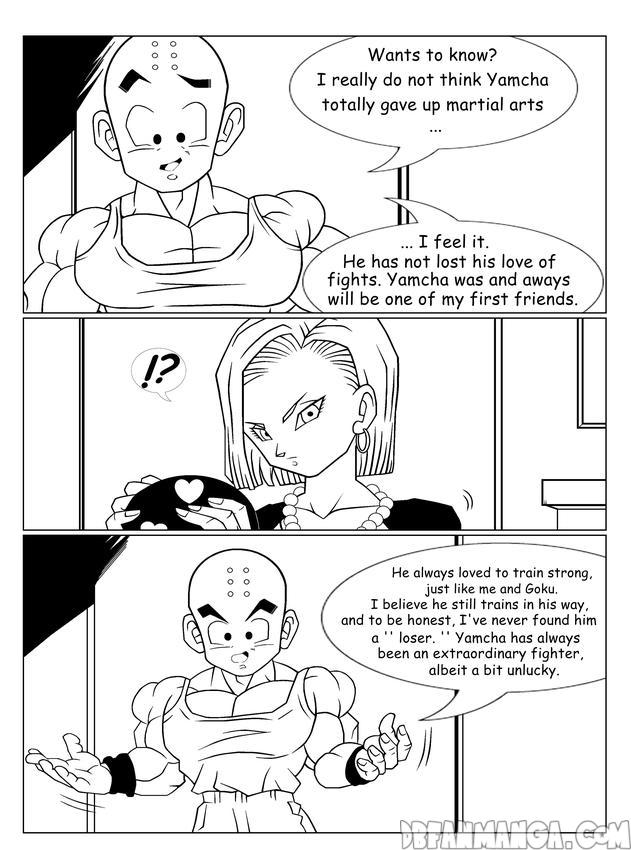 Wants to know?
I really do not think Yamcha
totally gave up martial arts
...
... I feel it.
He has not lost his love of
fights. Yamcha was and aways
will be one of my first friends.
!?
He always loved to train strong,
just like me and Goku.
I believe he still trains in his way,
and to be honest, I've never found him
a '' loser. '' Yamcha has always
been an extraordinary fighter,
albeit a bit unlucky.
DBFANMANGA.COM